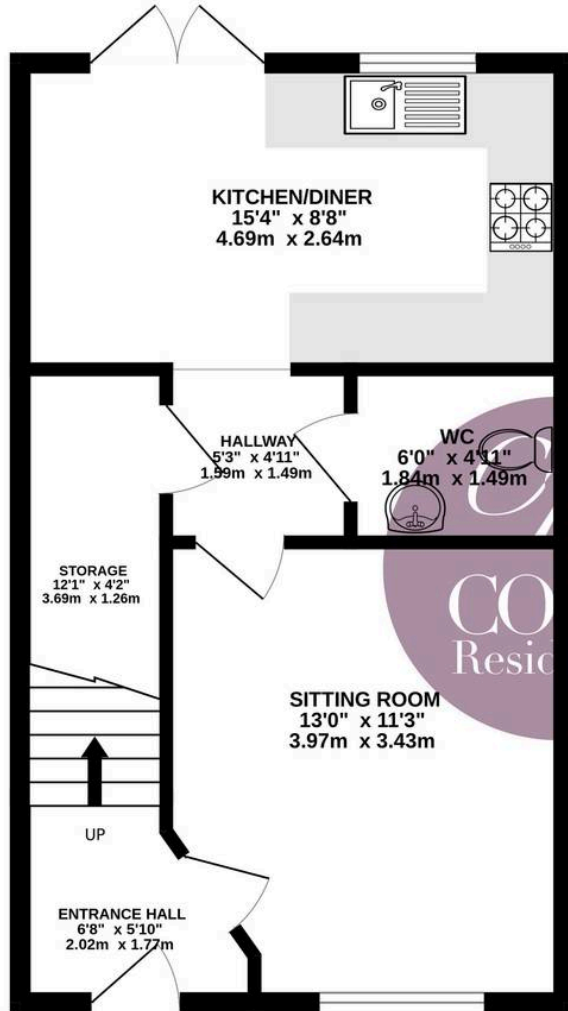 KITCHEN/DINER
15'4" x 8'8"
4.69m x 2.64m
HALLWAY
5'3" x 4'11"
1.59m x 1.49m
WC
6'0" x 4'11"
1.84m x 1.49m
STORAGE
12'1" x 4'2"
3.69m x 1.26m
CO
Resid
SITTING ROOM
13'0" x 11'3"
3.97m x 3.43m
UP
ENTRANCE HALL
6'8" x 5'10"
2.02m x 1.77m